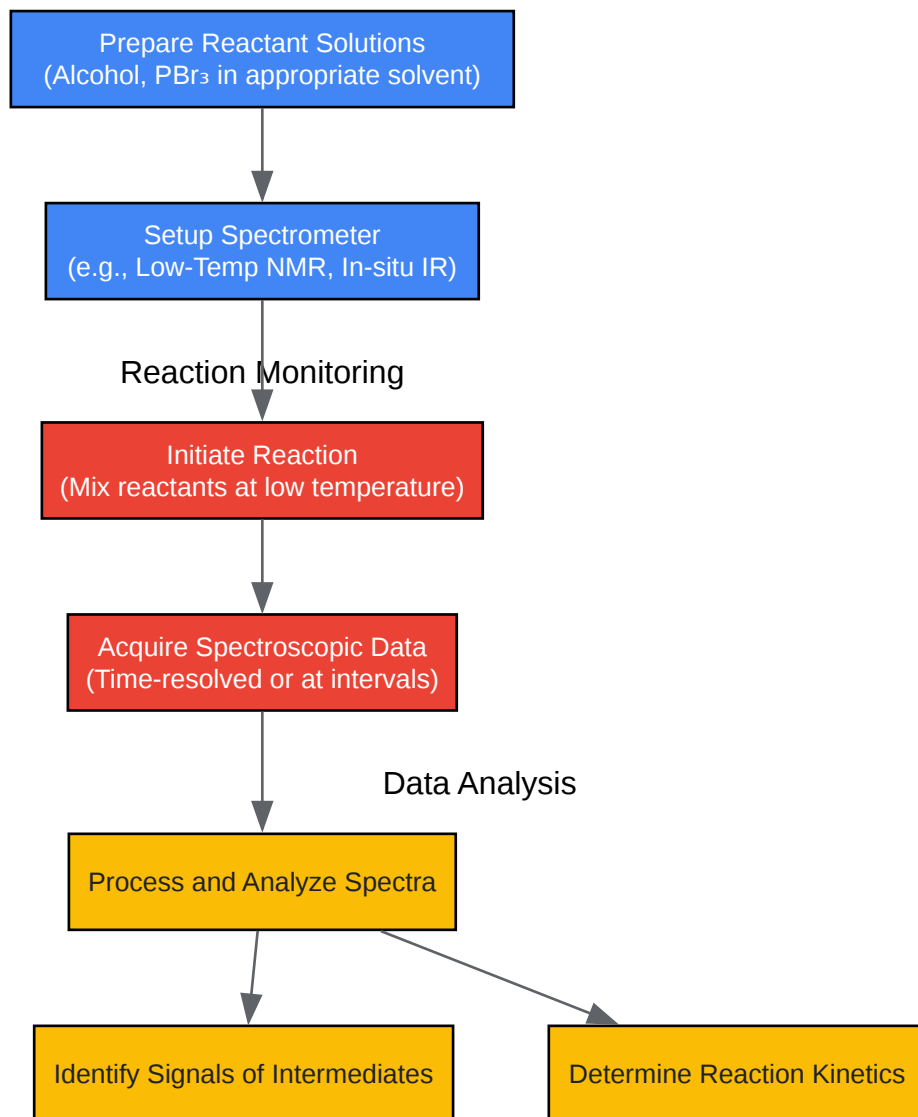 Prepare Reactant Solutions
(Alcohol, PBr₃ in appropriate solvent)
Setup Spectrometer
(e.g., Low-Temp NMR, In-situ IR)
Reaction Monitoring
Initiate Reaction
(Mix reactants at low temperature)
Acquire Spectroscopic Data
(Time-resolved or at intervals)
Data Analysis
Process and Analyze Spectra
Identify Signals of Intermediates
Determine Reaction Kinetics